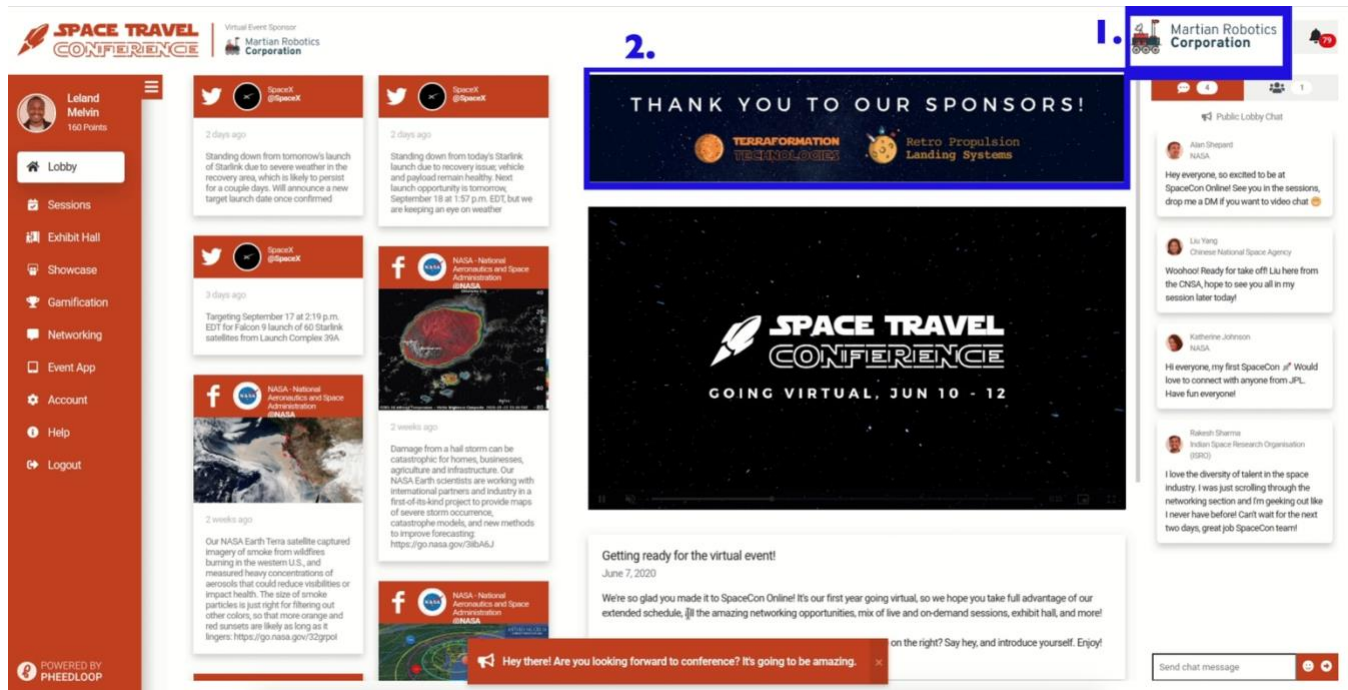 SPACE TRAVEL
CONFERENCE
Virtual Event Sponsor
Martian Robotics
Corporation
2.
1.
Martian Robotics
Corporation
79
Leland
Melvin
160 Points
Lobby
Sessions
Exhibit Hall
Showcase
Gamification
Networking
Event App
Account
Help
Logout
POWERED BY
PHEEDLOOP
SpaceX
@SpaceX
2 days ago
Standing down from tomorrow's launch
of Starlink due to severe weather in the
recovery area, which is likely to persist
for a couple days. Will announce a new
target launch date once confirmed
SpaceX
@SpaceX
3 days ago
Targeting September 17 at 2:19 p.m.
EDT for Falcon 9 launch of 60 Starlink
satellites from Launch Complex 39A
NASA - National
Aeronautics and Space
Administration
@NASA
2 weeks ago
Our NASA Earth Terra satellite captured
imagery of smoke from wildfires
burning in the western U.S., and
measured heavy concentrations of
aerosols that could reduce visibilities or
impact health. The size of smoke
particles is just right for filtering out
other colors, so that more orange and
red sunsets are likely as long as it
lingers: https://go.nasa.gov/32grpoI
SpaceX
@SpaceX
2 days ago
Standing down from today's Starlink
launch due to recovery issue; vehicle
and payload remain healthy. Next
launch opportunity is tomorrow,
September 18 at 1:57 p.m. EDT, but we
are keeping an eye on weather
NASA - National
Aeronautics and Space
Administration
@NASA
2 weeks ago
Damage from a hail storm can be
catastrophic for homes, businesses,
agriculture and infrastructure. Our
NASA Earth scientists are working with
international partners and industry in a
first-of-its-kind project to provide maps
of severe storm occurrence,
catastrophe models, and new methods
to improve forecasting:
https://go.nasa.gov/3iibA6J
NASA - National
Aeronautics and Space
Administration
@NASA
THANK YOU TO OUR SPONSORS!
TERRAFORMATION
TECHNOLOGIES
Retro Propulsion
Landing Systems
SPACE TRAVEL
CONFERENCE
GOING VIRTUAL, JUN 10 - 12
Getting ready for the virtual event!
June 7, 2020
We're so glad you made it to SpaceCon Online! It's our first year going virtual, so we hope you take full advantage of our
extended schedule, all the amazing networking opportunities, mix of live and on-demand sessions, exhibit hall, and more!
on the right? Say hey, and introduce yourself. Enjoy!
Hey there! Are you looking forward to conference? It's going to be amazing. ×
4
1
Public Lobby Chat
Alan Shepard
NASA
Hey everyone, so excited to be at
SpaceCon Online! See you in the sessions,
drop me a DM if you want to video chat 😁
Liu Yang
Chinese National Space Agency
Woohoo! Ready for take off! Liu here from
the CNSA, hope to see you all in my
session later today!
Katherine Johnson
NASA
Hi everyone, my first SpaceCon 🚀 Would
love to connect with anyone from JPL.
Have fun everyone!
Rakesh Sharma
Indian Space Research Organisation
(ISRO)
I love the diversity of talent in the space
industry. I was just scrolling through the
networking section and I'm geeking out like
I never have before! Can't wait for the next
two days, great job SpaceCon team!
Send chat message